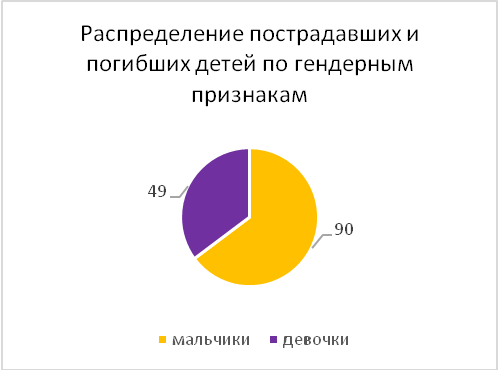 Распределение пострадавших и
погибших детей по гендерным
признакам
49
90
мальчики девочки